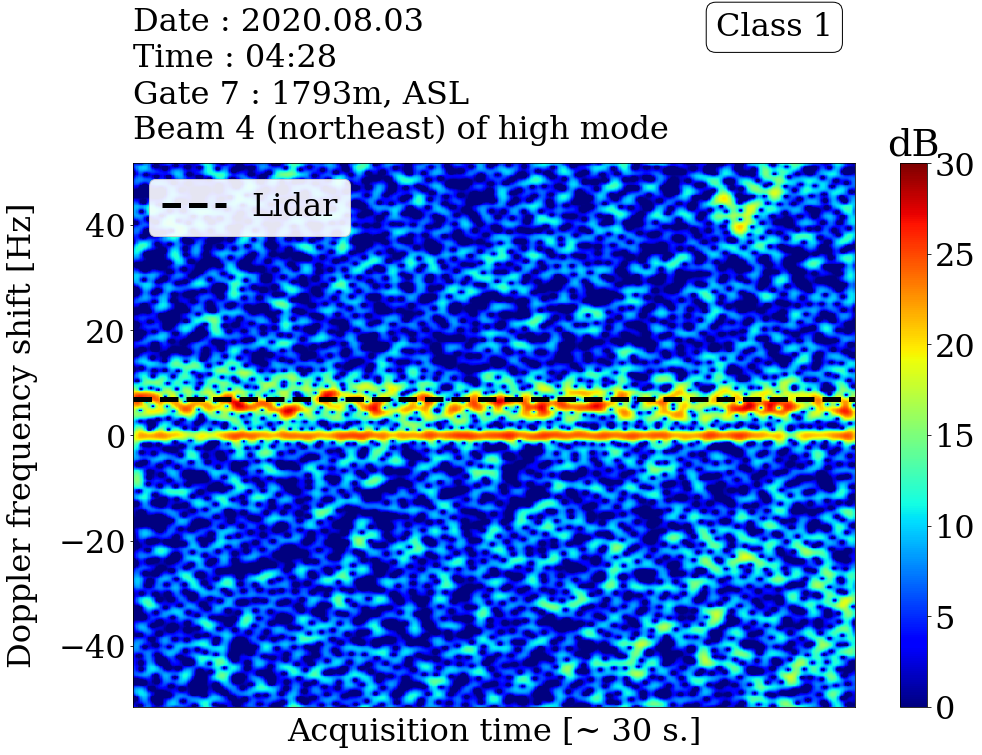 Date : 2020.08.03
Time : 04:28
Gate 7 : 1793m, ASL
Beam 4 (northeast) of high mode
Class 1
dB
Lidar
Doppler frequency shift [Hz]
40
20
0
−20
−40
30
25
20
15
10
5
0
Acquisition time [~ 30 s.]